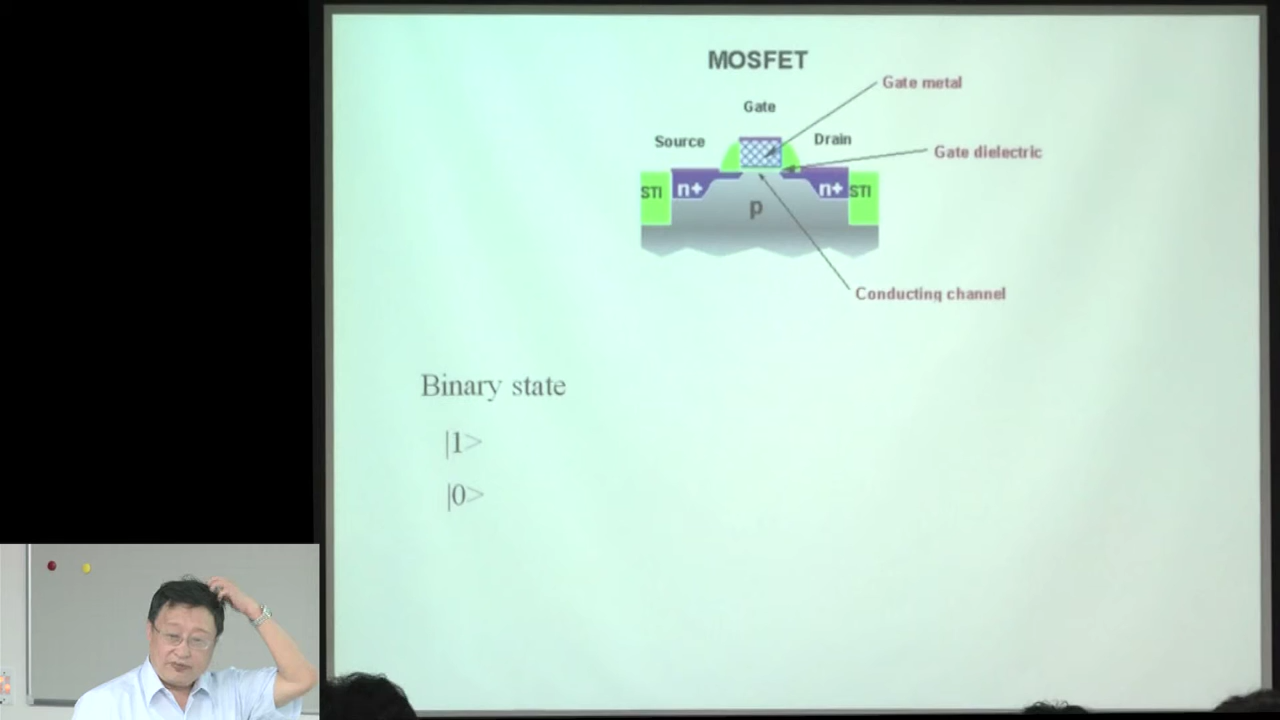 MOSFET
Gate metal
Gate
Source
Drain
Gate dielectric
STI
n+
n+
STI
p
Conducting channel
Binary state
|1>
|0>